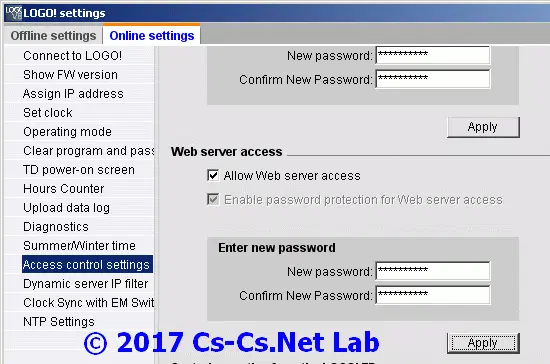 LOGO! settings
Offline settings Online settings
Connect to LOGO!
Show FW version
Assign IP address
Set clock
Operating mode
Clear program and pass
TD power-on screen
Hours Counter
Upload data log
Diagnostics
Summer/Winter time
Access control settings
Dynamic server IP filter
Clock Sync with EM Swit
NTP Settings
New password: **********
Confirm New Password: **********
Apply
Web server access
Allow Web server access
Enable password protection for Web server access
Enter new password
New password: **********
Confirm New Password: **********
Apply
© 2017 Cs-Cs.Net Lab